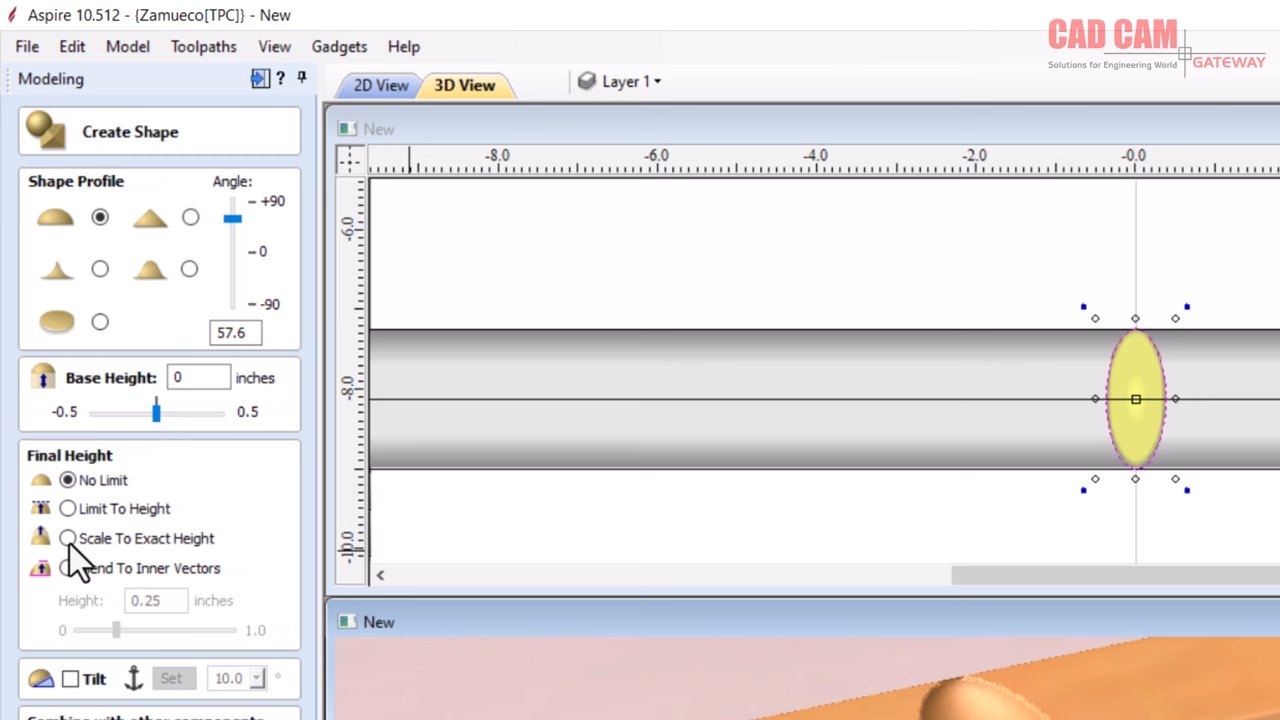 Aspire 10.512 - {Zamueco[TPC]} - New
CAD CAM
Solutions for Engineering World
GATEWAY
File Edit Model Toolpaths View Gadgets Help
Modeling
?
2D View 3D View Layer 1
Create Shape
New
-8.0 -6.0 -4.0 -2.0 -0.0
Shape Profile Angle:
+90
0
-90
57.6
-6.0
-8.0
-10.0
Base Height: 0 inches
-0.5 0.5
Final Height
No Limit
Limit To Height
Scale To Exact Height
To Inner Vectors
Height: 0.25 inches
0 1.0
New
Tilt Set 10.0 °
Combine with other components